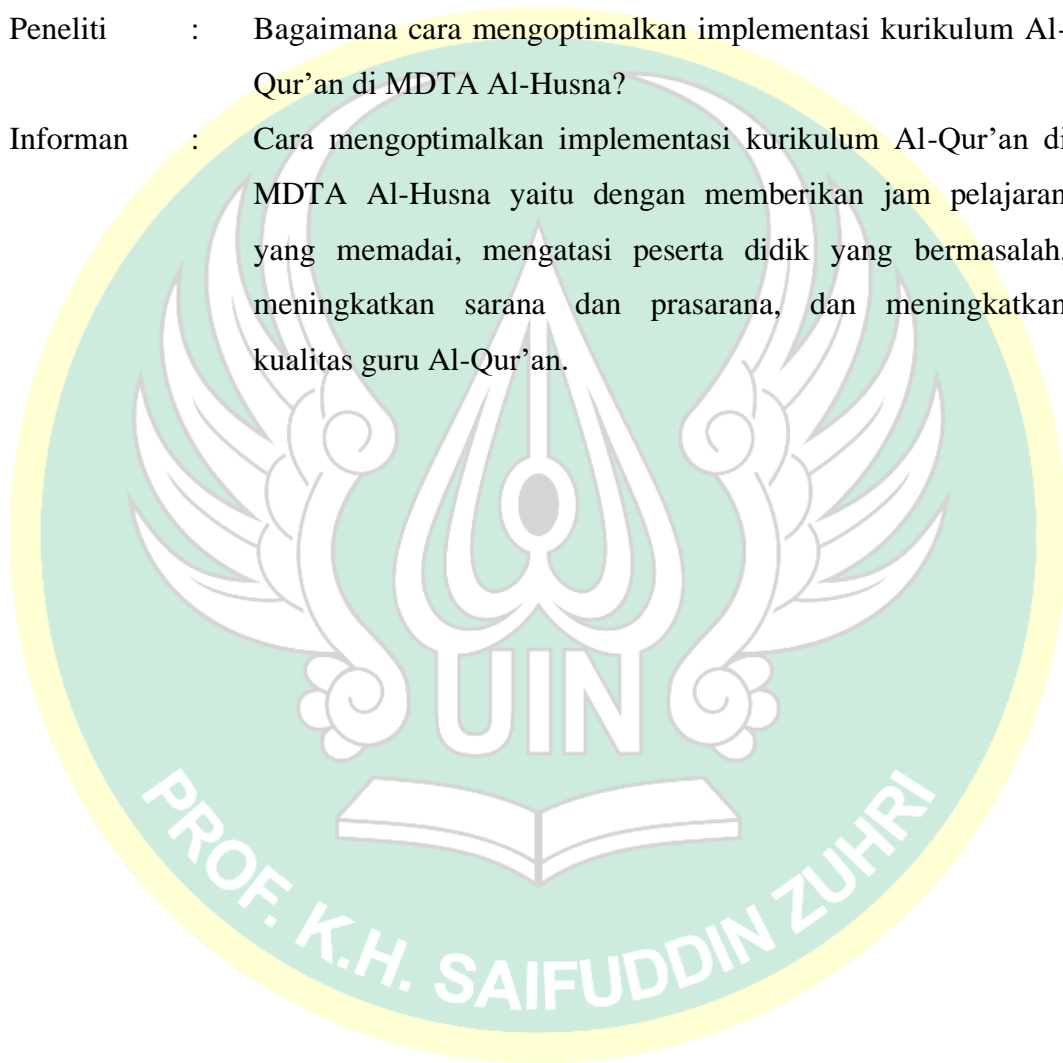 Peneliti : Bagaimana cara mengoptimalkan implementasi kurikulum Al-
Qur’an di MDTA Al-Husna?
Informan : Cara mengoptimalkan implementasi kurikulum Al-Qur’an di
MDTA Al-Husna yaitu dengan memberikan jam pelajaran
yang memadai, mengatasi peserta didik yang bermasalah,
meningkatkan sarana dan prasarana, dan meningkatkan
kualitas guru Al-Qur’an.
UIN
PROF. K.H. SAIFUDDIN ZUHRI